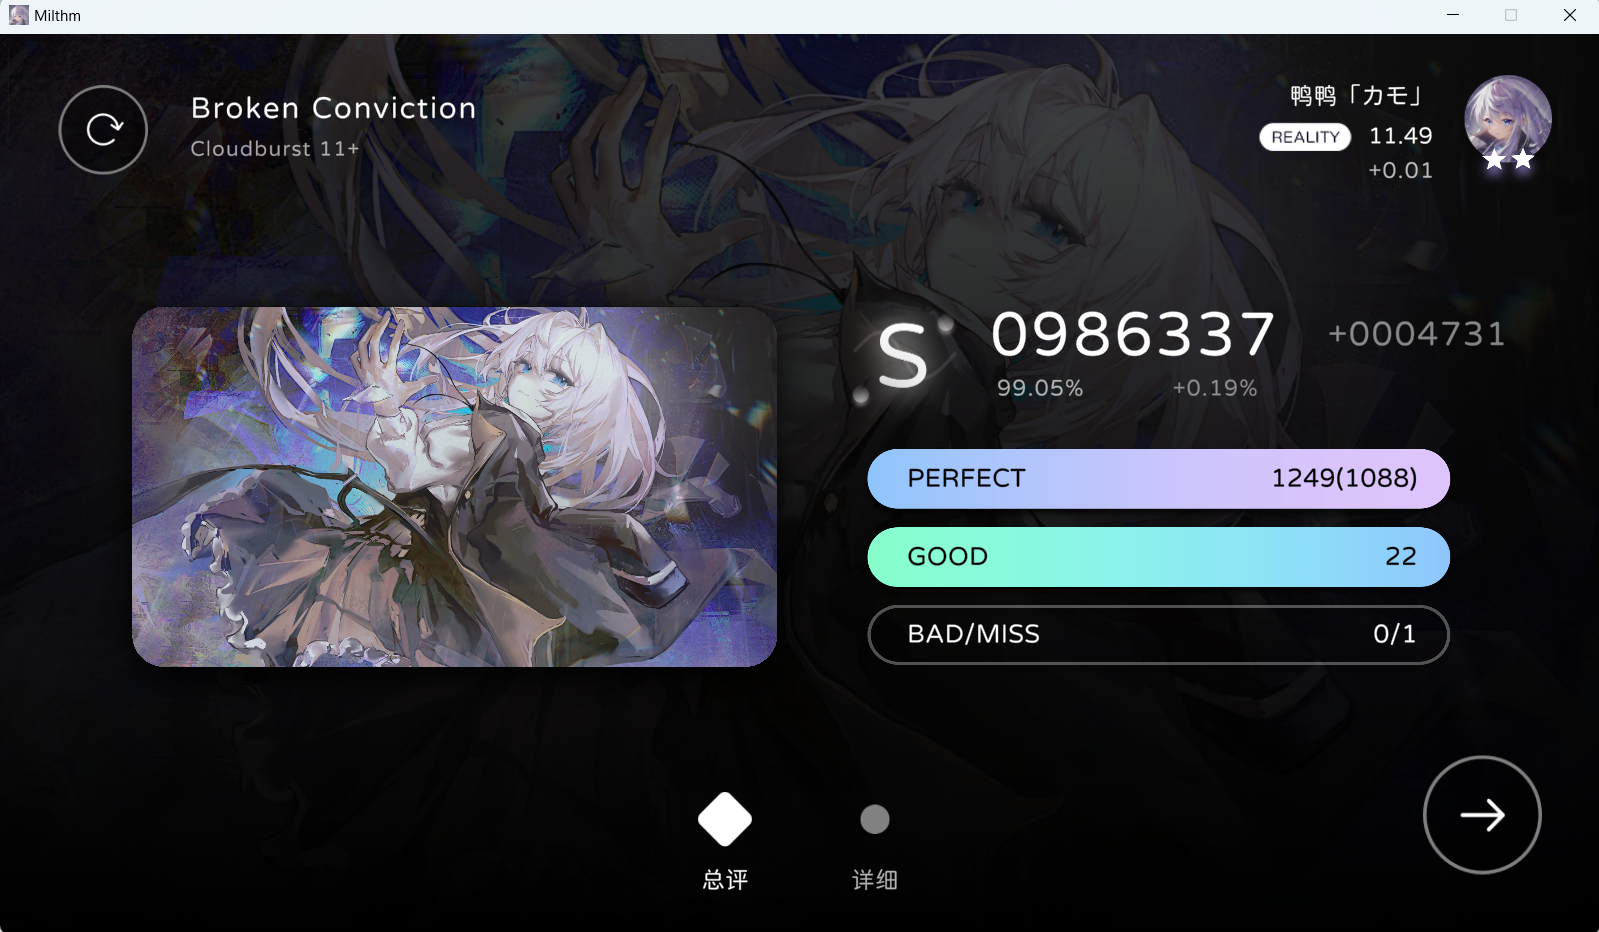 Milthm
Broken Conviction
Cloudburst 11+
鸭鸭「カモ」
REALITY 11.49
+0.01
S 0986337 +0004731
99.05% +0.19%
PERFECT 1249(1088)
GOOD 22
BAD/MISS 0/1
总评 详细